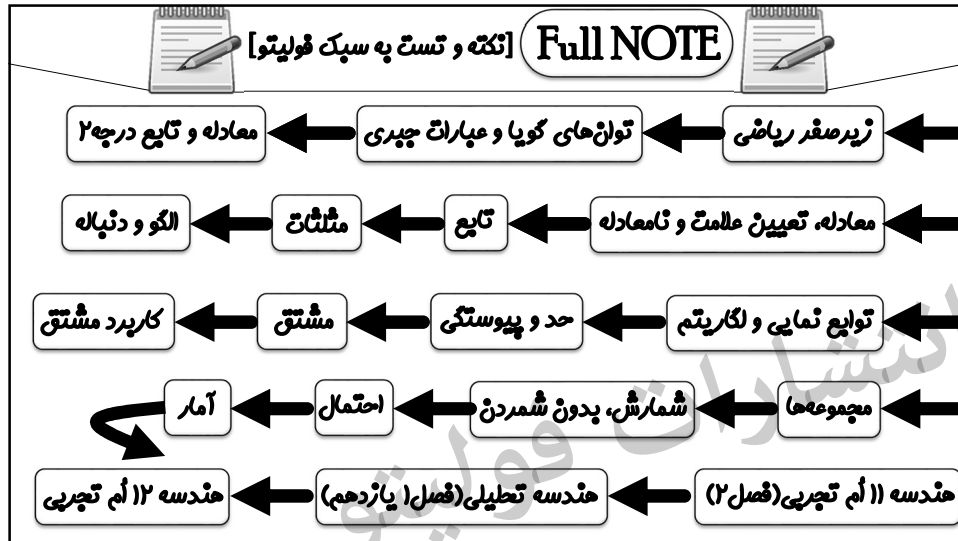 Full NOTE [نکته و تست به سبک فولیتو]
زیرصفر ریاضی توان‌های گویا و عبارات جبری معادله و تابع درجه۲
معادله، تعیین علامت و نامعادله تابع مثلثات الگو و دنباله
توابع نمایی و لگاریتم حد و پیوستگی مشتق کاربرد مشتق
مجموعه‌ها شمارش، بدون شمردن احتمال آمار
هندسه ۱۱ اُم تجربی(فصل۲) هندسه تحلیلی(فصل۱ یازدهم) هندسه ۱۲ اُم تجربی
انتشارات فولیتو